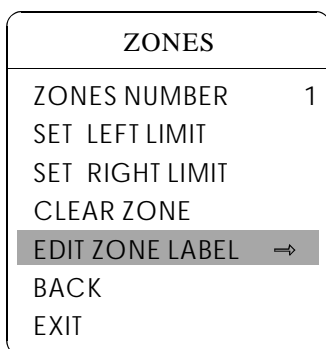 ZONES
ZONES NUMBER 1
SET LEFT LIMIT
SET RIGHT LIMIT
CLEAR ZONE
EDIT ZONE LABEL ⇒
BACK
EXIT